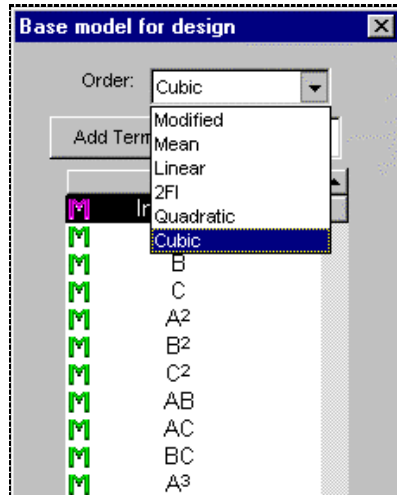 Base model for design
Order: Cubic
Modified
Add Term
Mean
Linear
2FI
M In
Quadratic
M
Cubic
M B
M C
M A²
M B²
M C²
M AB
M AC
M BC
M A³